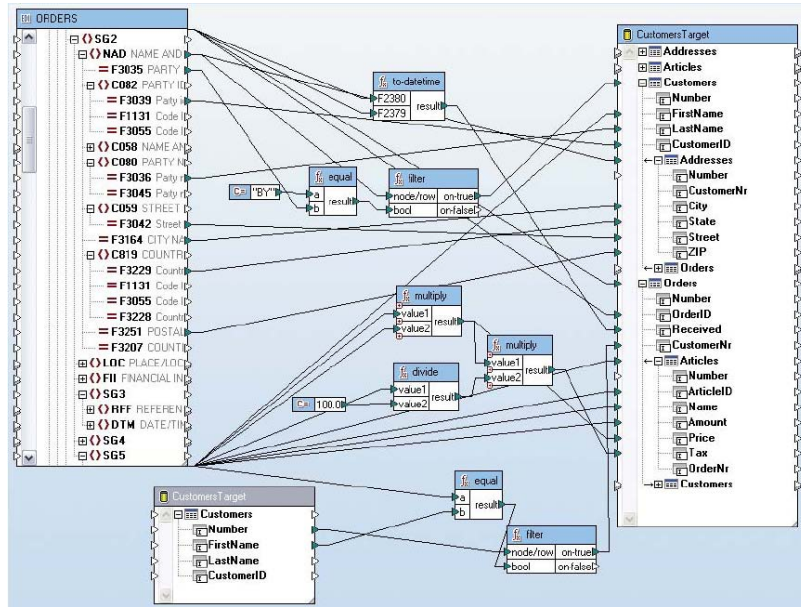 ORDERS
SG2
NAD NAME AND
F3035 PARTY
C082 PARTY ID
F3039 Party i
F1131 Code l
F3055 Code l
C058 NAME AN
C080 PARTY N
F3036 Party n
F3045 Party n
C059 STREET
F3042 Street
F3164 CITY NA
C819 COUNTR
F3229 Countr
F1131 Code l
F3055 Code l
F3228 Countr
F3251 POSTAL
F3207 COUNTI
LOC PLACE/LOC
FII FINANCIAL IN
SG3
RFF REFEREN
DTM DATE/TIM
SG4
SG5
to-datetime
F2380
F2379
result
C= "BY"
equal
a
b
result
filter
node/row
on-true
bool
on-false
multiply
value1
value2
result
multiply
value1
value2
result
divide
value1
value2
result
C= 100.0
equal
a
b
result
filter
node/row
on-true
bool
on-false
CustomersTarget
Customers
Number
FirstName
LastName
CustomerID
CustomersTarget
Addresses
Articles
Customers
Number
FirstName
LastName
CustomerID
Addresses
Number
CustomerNr
City
State
Street
ZIP
Orders
Orders
Number
OrderID
Received
CustomerNr
Articles
Number
ArticleID
Name
Amount
Price
Tax
OrderNr
Customers